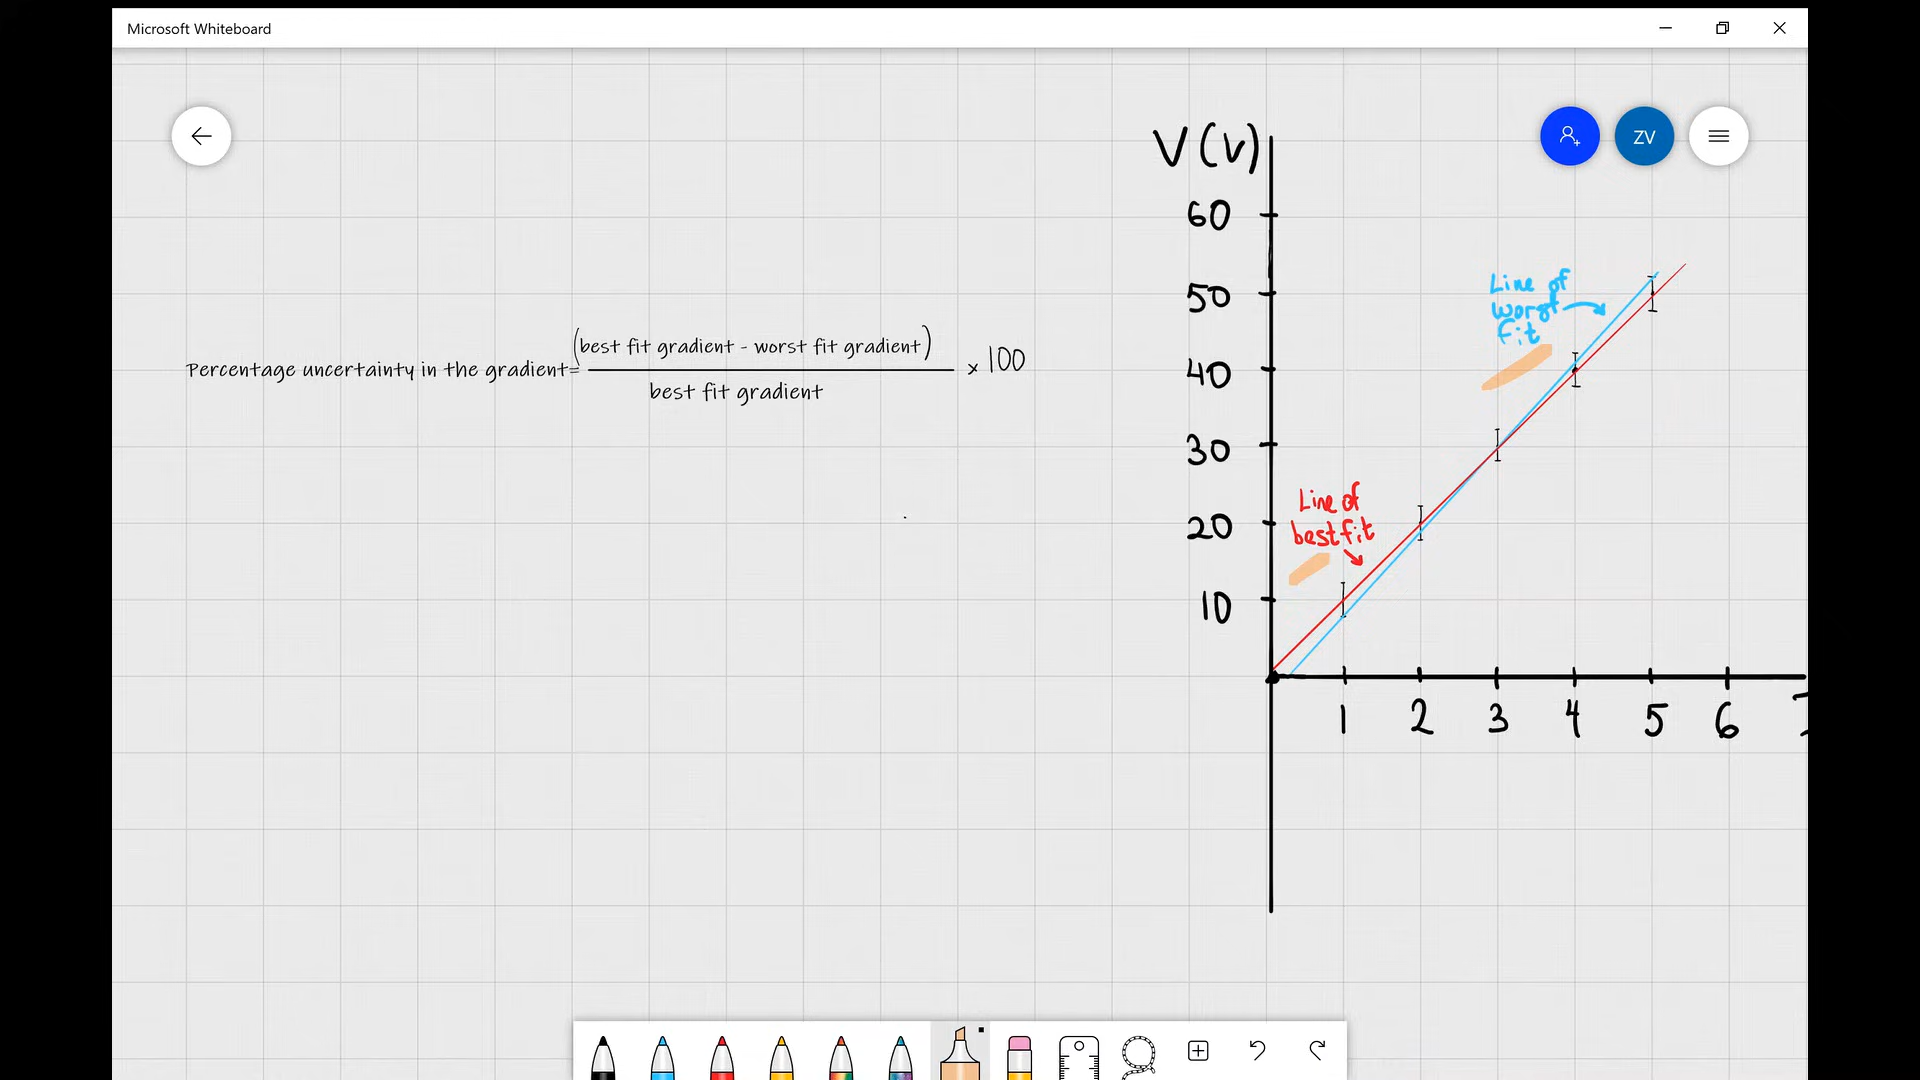 Microsoft Whiteboard
ZV
Percentage uncertainty in the gradient= (best fit gradient - worst fit gradient) × 100
best fit gradient
V (V)
60
50
40
30
20
10
Line of
worst
fit
Line of
best fit
1 2 3 4 5 6